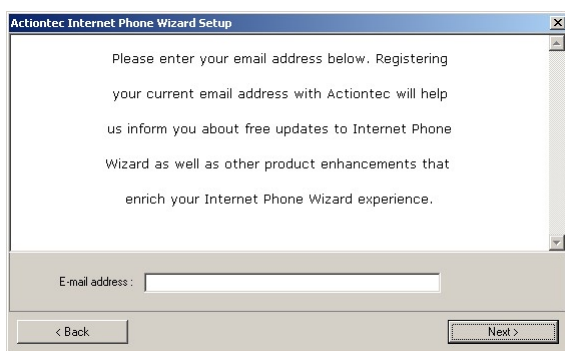 Actiontec Internet Phone Wizard Setup
Please enter your email address below. Registering
your current email address with Actiontec will help
us inform you about free updates to Internet Phone
Wizard as well as other product enhancements that
enrich your Internet Phone Wizard experience.
E-mail address :
< Back
Next >